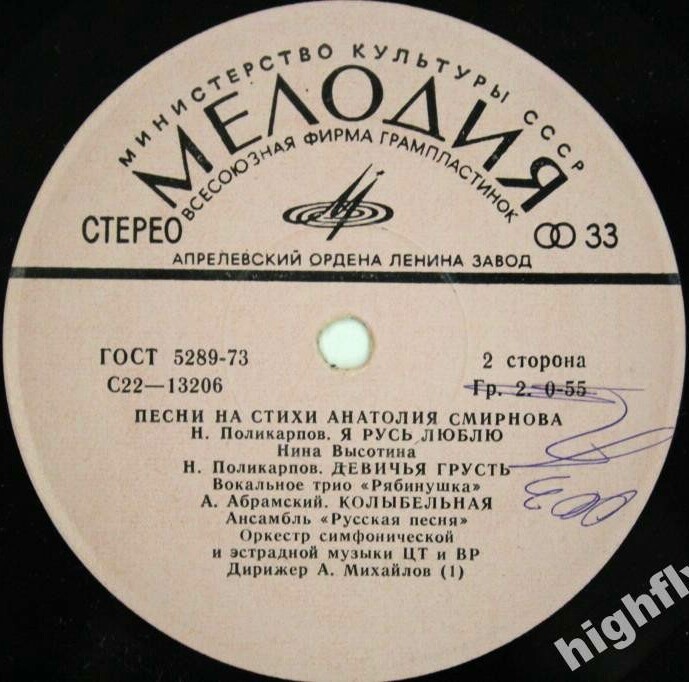 МИНИСТЕРСТВО КУЛЬТУРЫ СССР
МЕЛОДИЯ
ВСЕСОЮЗНАЯ ФИРМА ГРАМПЛАСТИНОК
СТЕРЕО
33
АПРЕЛЕВСКИЙ ОРДЕНА ЛЕНИНА ЗАВОД
ГОСТ 5289-73
2 сторона
С22—13206
Гр. 2. 0-55
ПЕСНИ НА СТИХИ АНАТОЛИЯ СМИРНОВА
Н. Поликарпов. Я РУСЬ ЛЮБЛЮ
Нина Высотина
Н. Поликарпов. ДЕВИЧЬЯ ГРУСТЬ
Вокальное трио «Рябинушка»
А. Абрамский. КОЛЫБЕЛЬНАЯ
Ансамбль «Русская песня»
Оркестр симфонической
и эстрадной музыки ЦТ и ВР
Дирижер А. Михайлов (1)
highfly